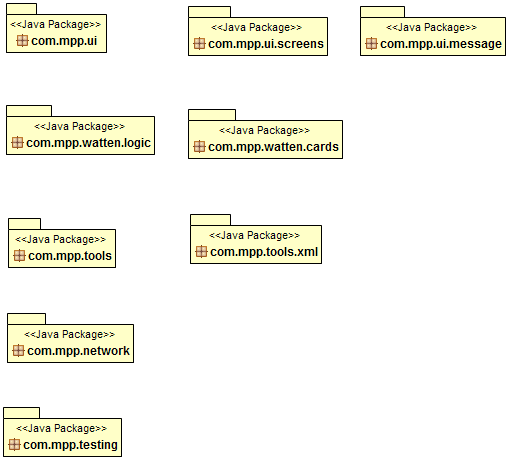 <<Java Package>>
com.mpp.ui
<<Java Package>>
com.mpp.ui.screens
<<Java Package>>
com.mpp.ui.message
<<Java Package>>
com.mpp.watten.logic
<<Java Package>>
com.mpp.watten.cards
<<Java Package>>
com.mpp.tools
<<Java Package>>
com.mpp.tools.xml
<<Java Package>>
com.mpp.network
<<Java Package>>
com.mpp.testing